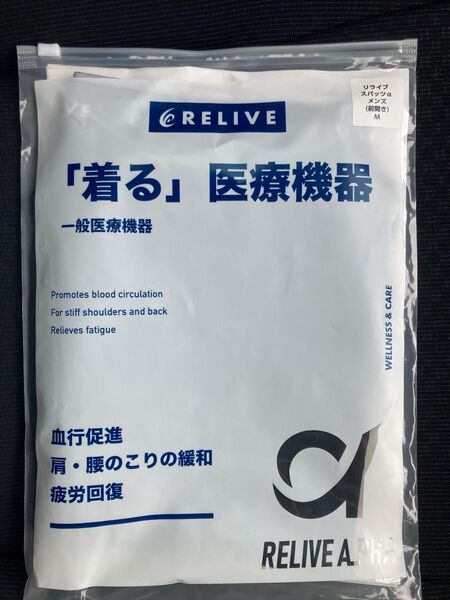 リライブ
スパッツα
メンズ
(前開き)
M
RELIVE
「着る」医療機器
一般医療機器
Promotes blood circulation
For stiff shoulders and back
Relieves fatigue
WELLNESS & CARE
血行促進
肩・腰のこりの緩和
疲労回復
RELIVE ALPHA